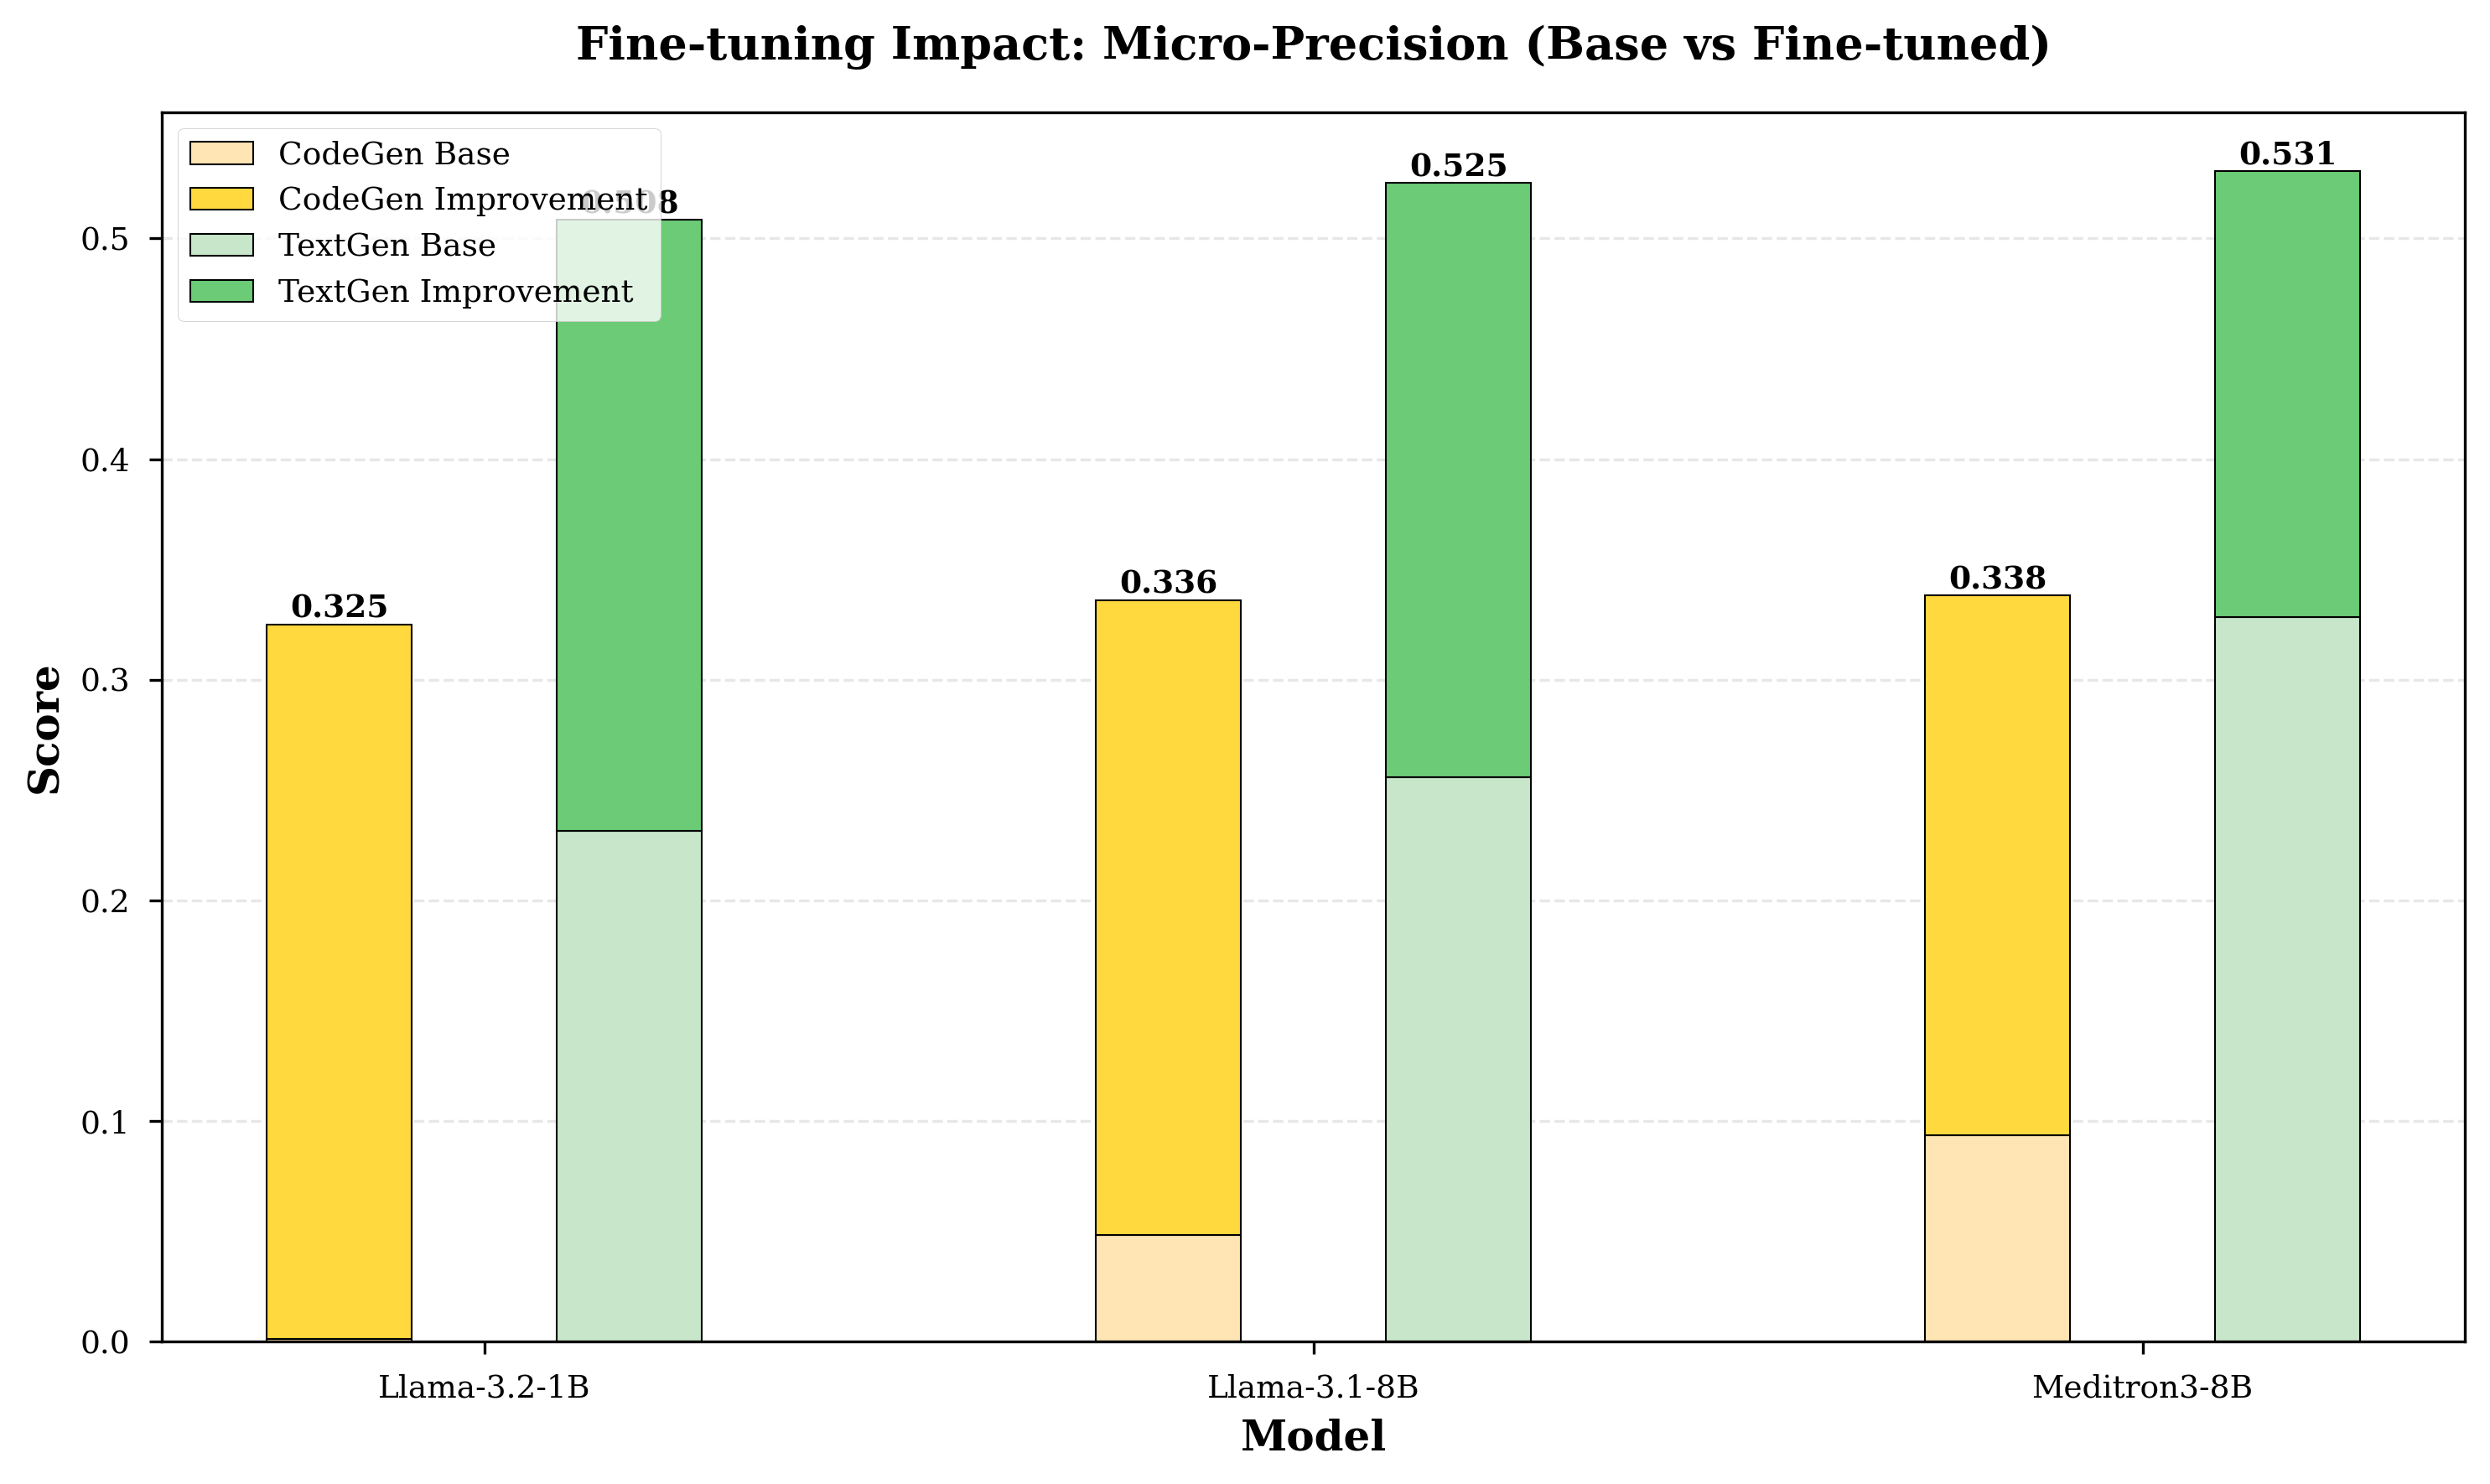 Fine-tuning Impact: Micro-Precision (Base vs Fine-tuned)
CodeGen Base
CodeGen Improvement
TextGen Base
TextGen Improvement
0.508
0.525
0.531
0.325
0.336
0.338
0.5
0.4
0.3
0.2
0.1
0.0
Score
Llama-3.2-1B
Llama-3.1-8B
Meditron3-8B
Model